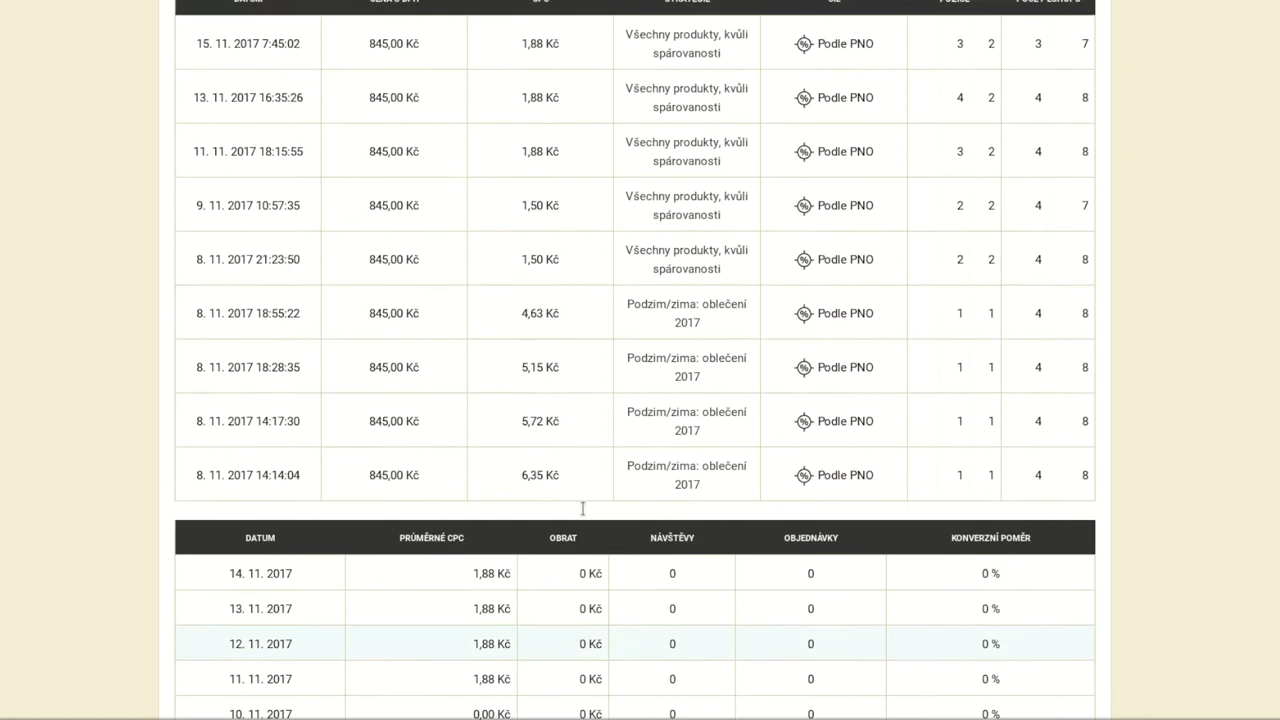 15. 11. 2017 7:45:02 845,00 Kč 1,88 Kč Všechny produkty, kvůli spárovanosti Podle PNO 3 2 3 7
13. 11. 2017 16:35:26 845,00 Kč 1,88 Kč Všechny produkty, kvůli spárovanosti Podle PNO 4 2 4 8
11. 11. 2017 18:15:55 845,00 Kč 1,88 Kč Všechny produkty, kvůli spárovanosti Podle PNO 3 2 4 8
9. 11. 2017 10:57:35 845,00 Kč 1,50 Kč Všechny produkty, kvůli spárovanosti Podle PNO 2 2 4 7
8. 11. 2017 21:23:50 845,00 Kč 1,50 Kč Všechny produkty, kvůli spárovanosti Podle PNO 2 2 4 8
8. 11. 2017 18:55:22 845,00 Kč 4,63 Kč Podzim/zima: oblečení 2017 Podle PNO 1 1 4 8
8. 11. 2017 18:28:35 845,00 Kč 5,15 Kč Podzim/zima: oblečení 2017 Podle PNO 1 1 4 8
8. 11. 2017 14:17:30 845,00 Kč 5,72 Kč Podzim/zima: oblečení 2017 Podle PNO 1 1 4 8
8. 11. 2017 14:14:04 845,00 Kč 6,35 Kč Podzim/zima: oblečení 2017 Podle PNO 1 1 4 8
DATUM PRŮMĚRNÉ CPC OBRAT NÁVŠTĚVY OBJEDNÁVKY KONVERZNÍ POMĚR
14. 11. 2017 1,88 Kč 0 Kč 0 0 0 %
13. 11. 2017 1,88 Kč 0 Kč 0 0 0 %
12. 11. 2017 1,88 Kč 0 Kč 0 0 0 %
11. 11. 2017 1,88 Kč 0 Kč 0 0 0 %
10. 11. 2017 0,00 Kč 0 Kč 0 0 0 %